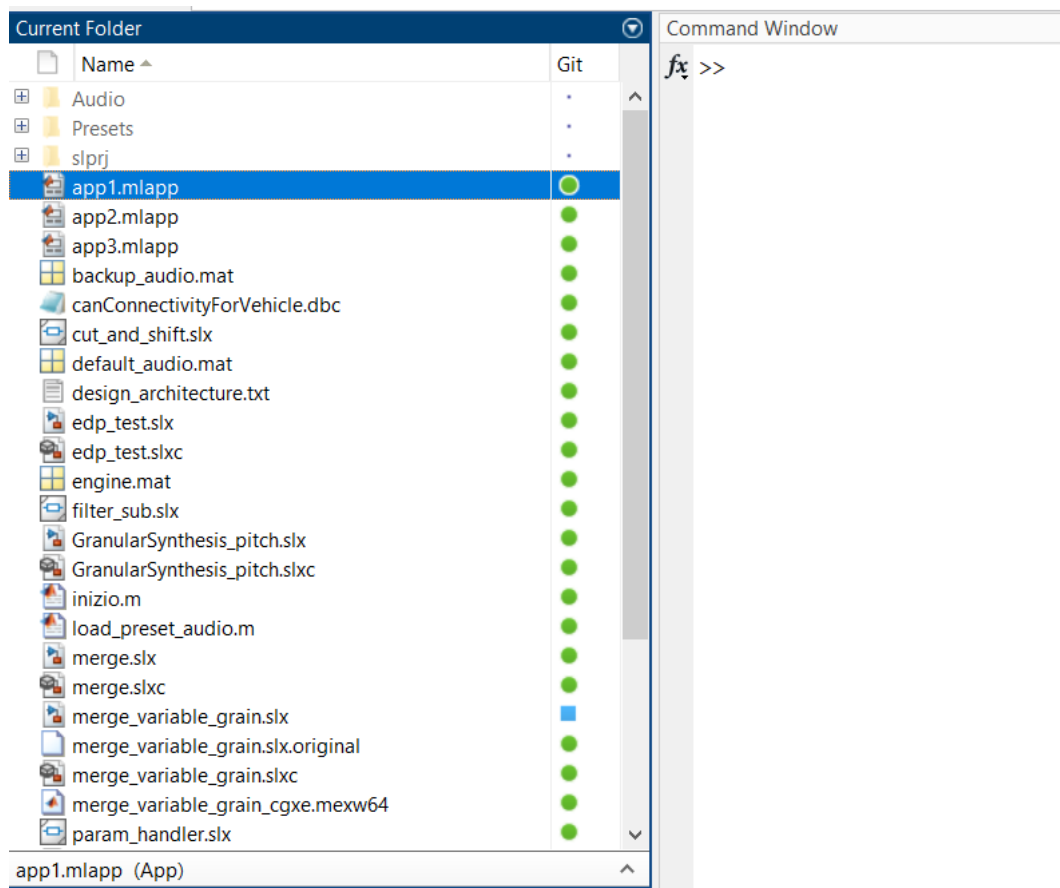 Current Folder
Name
Git
Audio
Presets
slprj
app1.mlapp
app2.mlapp
app3.mlapp
backup_audio.mat
canConnectivityForVehicle.dbc
cut_and_shift.slx
default_audio.mat
design_architecture.txt
edp_test.slx
edp_test.slxc
engine.mat
filter_sub.slx
GranularSynthesis_pitch.slx
GranularSynthesis_pitch.slxc
inizio.m
load_preset_audio.m
merge.slx
merge.slxc
merge_variable_grain.slx
merge_variable_grain.slx.original
merge_variable_grain.slxc
merge_variable_grain_cgxe.mexw64
param_handler.slx
app1.mlapp (App)
Command Window
fx >>